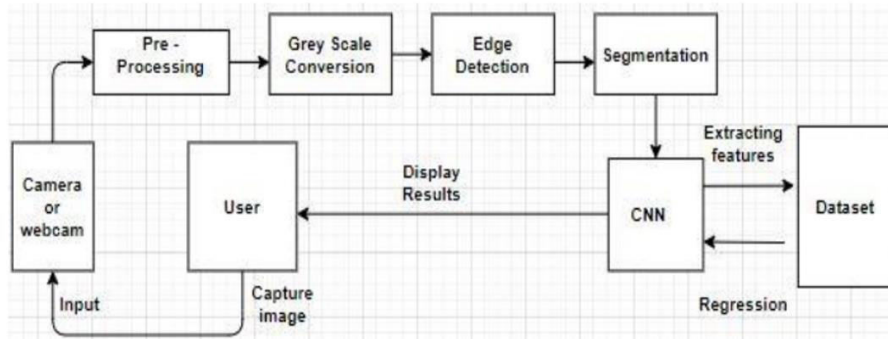 Pre -
Processing
Grey Scale
Conversion
Edge
Detection
Segmentation
Camera
or
webcam
User
Display
Results
CNN
Extracting
features
Dataset
Regression
Input
Capture
image